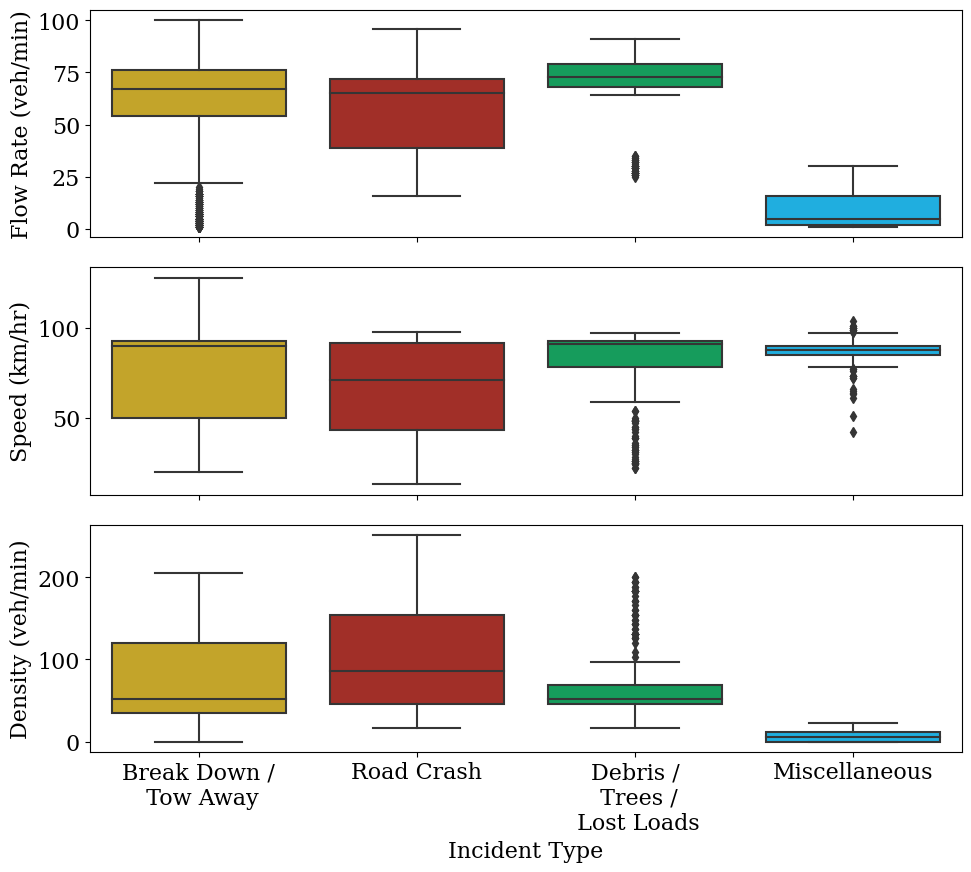 Flow Rate (veh/min)
100
75
50
25
0
Speed (km/hr)
100
50
Density (veh/min)
200
100
0
Break Down /
Tow Away
Road Crash
Debris /
Trees /
Lost Loads
Miscellaneous
Incident Type